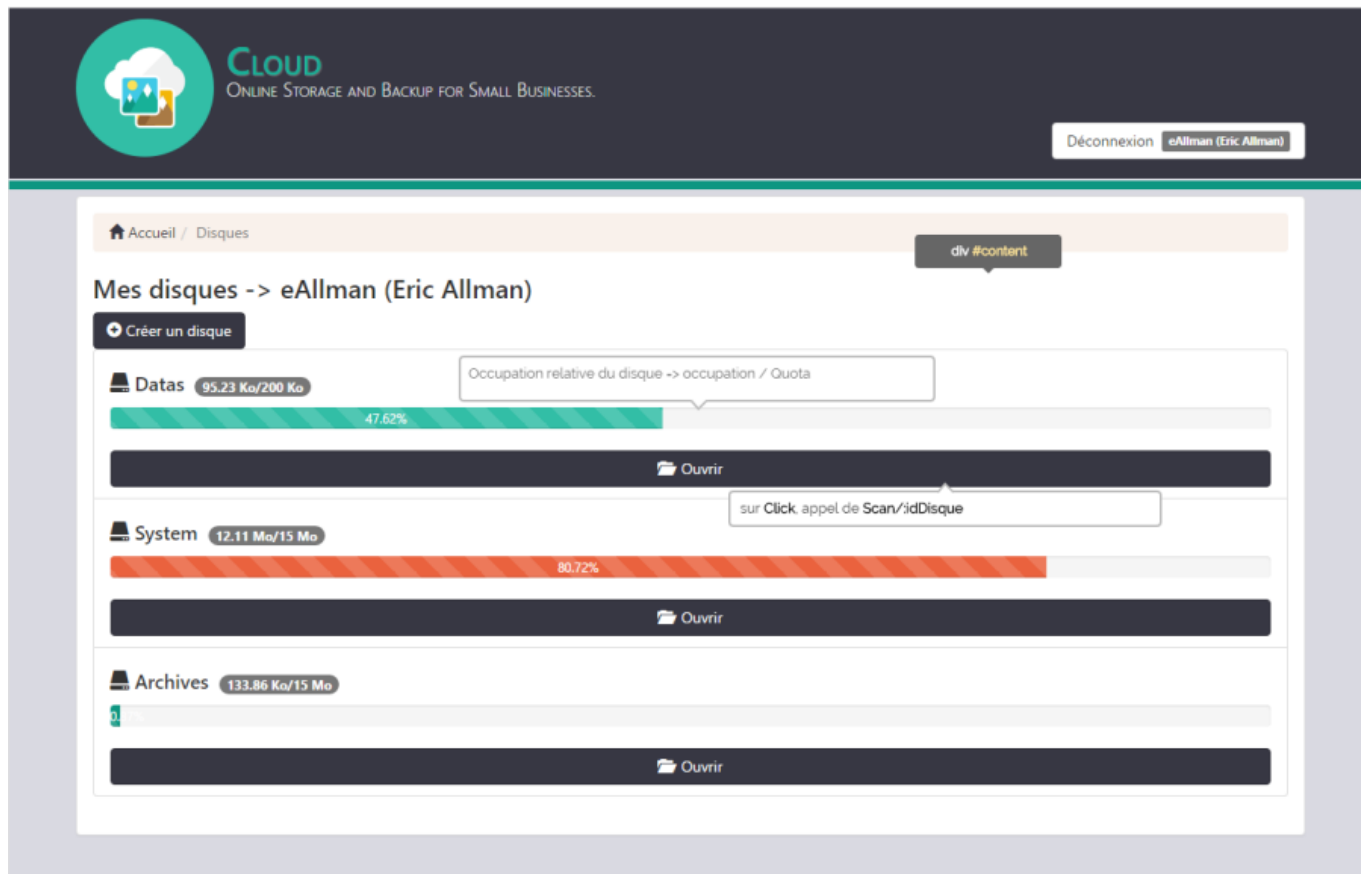 Cloud
Online Storage and Backup for Small Businesses.
Déconnexion eAllman (Eric Allman)
Accueil / Disques
div #content
Mes disques -> eAllman (Eric Allman)
Créer un disque
Datas 95.23 Ko/200 Ko
Occupation relative du disque -> occupation / Quota
47.62%
Ouvrir
sur Click, appel de Scan/:idDisque
System 12.11 Mo/15 Mo
80.72%
Ouvrir
Archives 133.86 Ko/15 Mo
Ouvrir